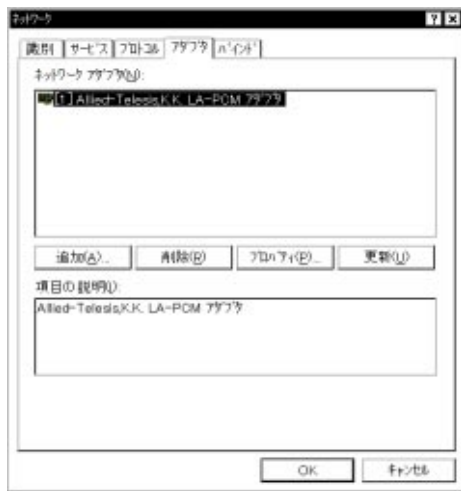 ネットワーク
識別 サービス プロトコル アダプタ バインド
ネットワーク アダプタ(N):
[1] Allied-Telesis,K.K. LA-PCM アダプタ
追加(A)... 削除(R) プロパティ(P)... 更新(U)
項目の説明(I):
Allied-Telesis,K.K. LA-PCM アダプタ
OK キャンセル